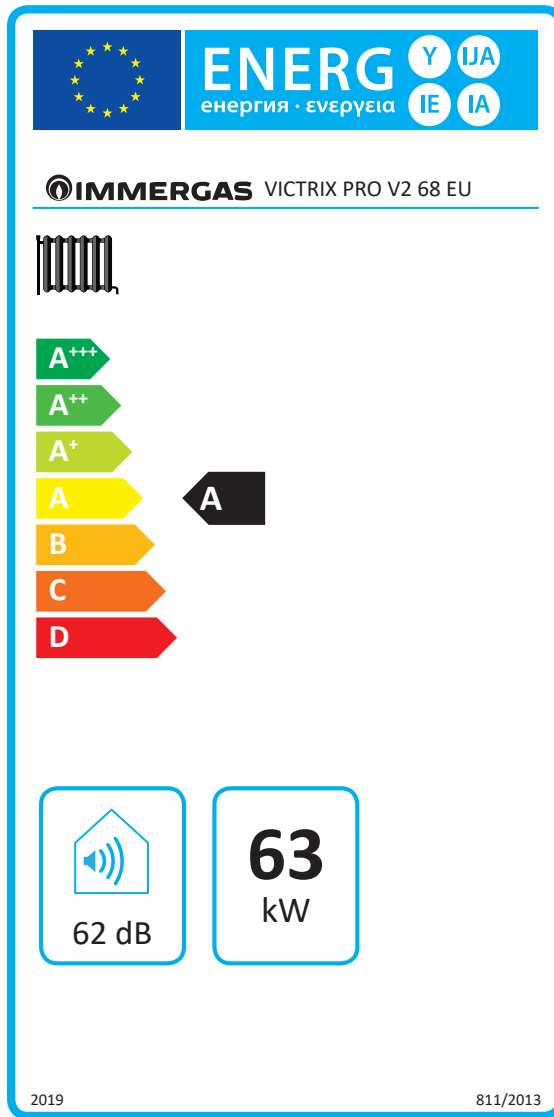 ENERG Y IJA
енергия · ενεργεια IE IA
IMMERGAS VICTRIX PRO V2 68 EU
A+++
A++
A+
A
A
B
C
D
62 dB
63
kW
2019 811/2013